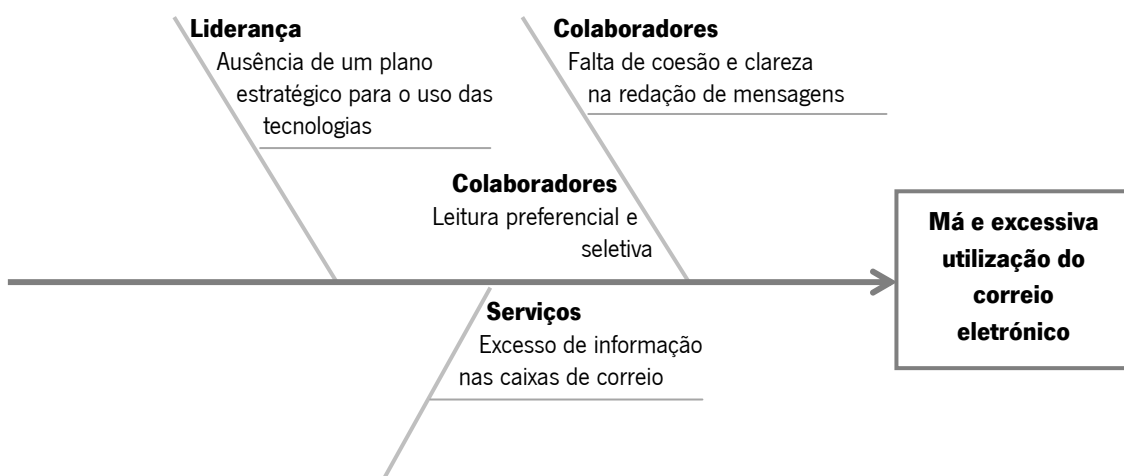 Liderança
Ausência de um plano
estratégico para o uso das
tecnologias
Colaboradores
Falta de coesão e clareza
na redação de mensagens
Colaboradores
Leitura preferencial e
seletiva
Má e excessiva
utilização do
correio
eletrónico
Serviços
Excesso de informação
nas caixas de correio